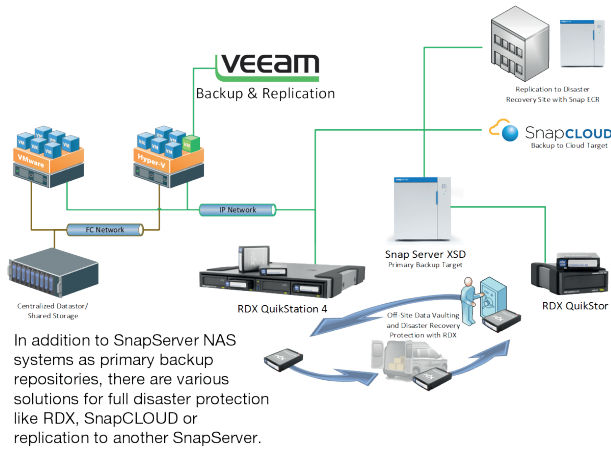 veeam
Backup & Replication
Replication to Disaster
Recovery Site with Snap ECR
SnapCLOUD
Backup to Cloud Target
VM
VMware
Hyper-V
IP Network
FC Network
Snap Server XSD
Primary Backup Target
Centralized Datastor/
Shared Storage
RDX QuikStation 4
RDX QuikStor
Off-Site Data Vaulting
and Disaster Recovery
Protection with RDX
In addition to SnapServer NAS
systems as primary backup
repositories, there are various
solutions for full disaster protection
like RDX, SnapCLOUD or
replication to another SnapServer.